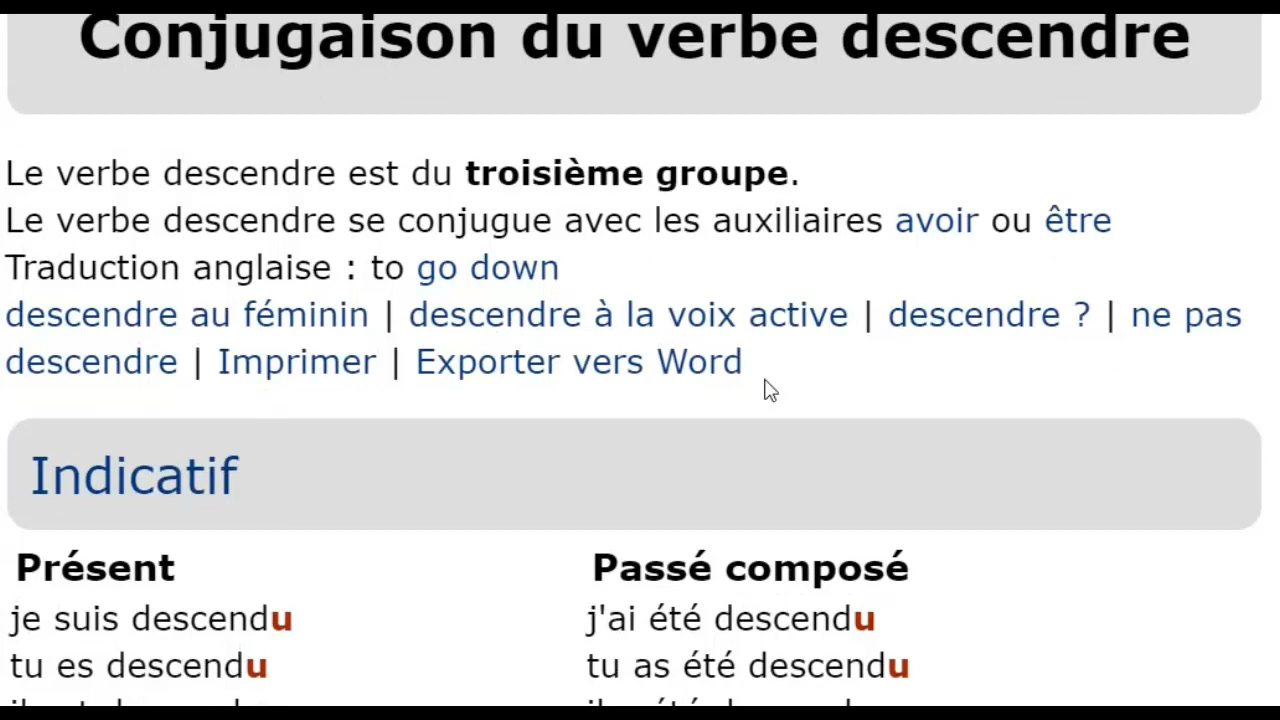 Conjugaison du verbe descendre
Le verbe descendre est du troisième groupe.
Le verbe descendre se conjugue avec les auxiliaires avoir ou être
Traduction anglaise : to go down
descendre au féminin | descendre à la voix active | descendre ? | ne pas
descendre | Imprimer | Exporter vers Word
Indicatif
Présent
je suis descendu
tu es descendu
Passé composé
j'ai été descendu
tu as été descendu